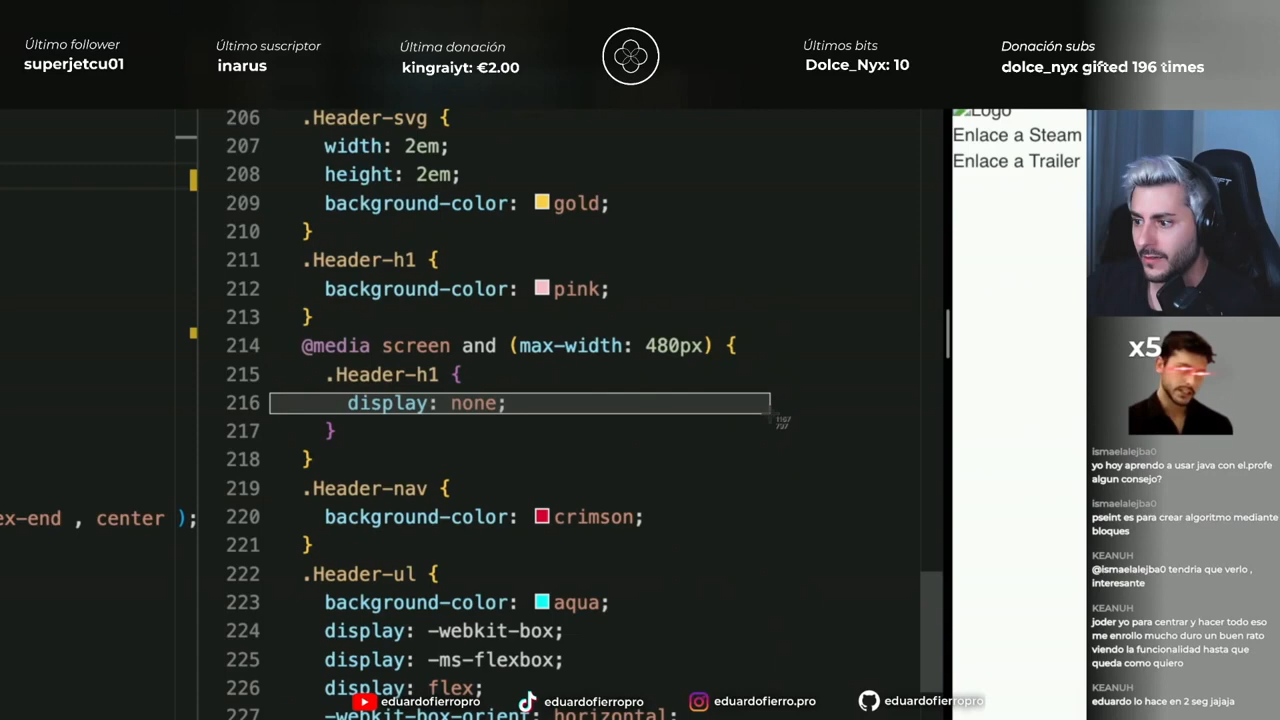 Último follower
superjetcu01
Último suscriptor
inarus
Última donación
kingraiyt: €2.00
Últimos bits
Dolce_Nyx: 10
Donación subs
dolce_nyx gifted 196 times
206 .Header-svg {
207 width: 2em;
208 height: 2em;
209 background-color: gold;
210 }
211 .Header-h1 {
212 background-color: pink;
213 }
214 @media screen and (max-width: 480px) {
215 .Header-h1 {
216 display: none;
217 }
218 }
219 .Header-nav {
220 background-color: crimson;
221 }
222 .Header-ul {
223 background-color: aqua;
224 display: -webkit-box;
225 display: -ms-flexbox;
226 display: flex;
227 -webkit-box-orient: horizontal;
ex-end , center );
Logo
Enlace a Steam
Enlace a Trailer
x5
ismaelalejba0
yo hoy aprendo a usar java con el.profe
algun consejo?
ismaelalejba0
pseint es para crear algoritmo mediante
bloques
KEANUH
@ismaelalejba0 tendria que verlo ,
interesante
KEANUH
joder yo para centrar y hacer todo eso
me enrollo mucho duro un buen rato
viendo la funcionalidad hasta que
queda como quiero
KEANUH
eduardo lo hace en 2 seg jajaja
eduardofierropro
eduardofierropro
eduardofierro.pro
eduardofierropro